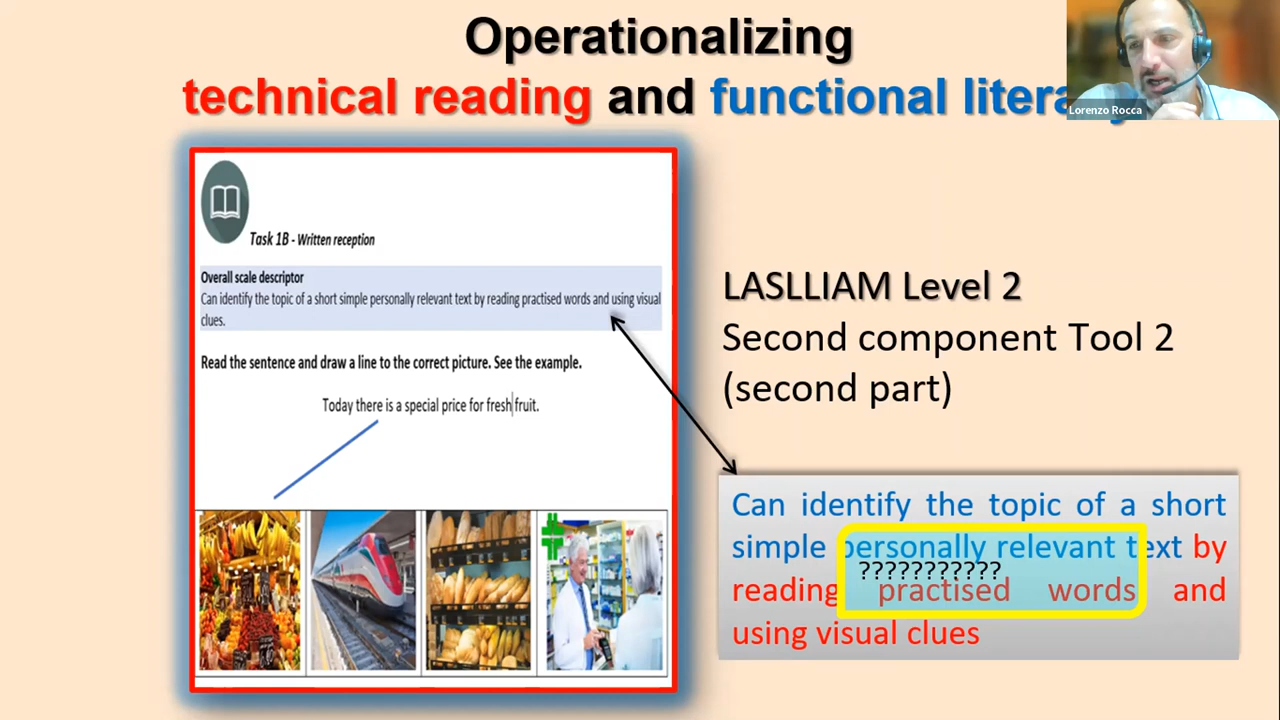 Operationalizing
technical reading and functional litera
Lorenzo Rocca
Task 1B - Written reception
Overall scale descriptor
Can identify the topic of a short simple personally relevant text by reading practised words and using visual
clues.
Read the sentence and draw a line to the correct picture. See the example.
Today there is a special price for fresh fruit.
LASLLIAM Level 2
Second component Tool 2
(second part)
Can identify the topic of a short
simple personally relevant text by
???????????
reading practised words and
using visual clues